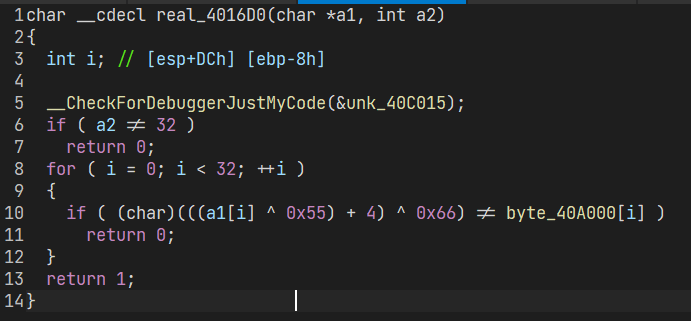 1 char __cdecl real_4016D0(char *a1, int a2)
2 {
3   int i; // [esp+DCh] [ebp-8h]
4
5   __CheckForDebuggerJustMyCode(&unk_40C015);
6   if ( a2 ≠ 32 )
7     return 0;
8   for ( i = 0; i < 32; ++i )
9   {
10     if ( (char)(((a1[i] ^ 0x55) + 4) ^ 0x66) ≠ byte_40A000[i] )
11       return 0;
12   }
13   return 1;
14 }